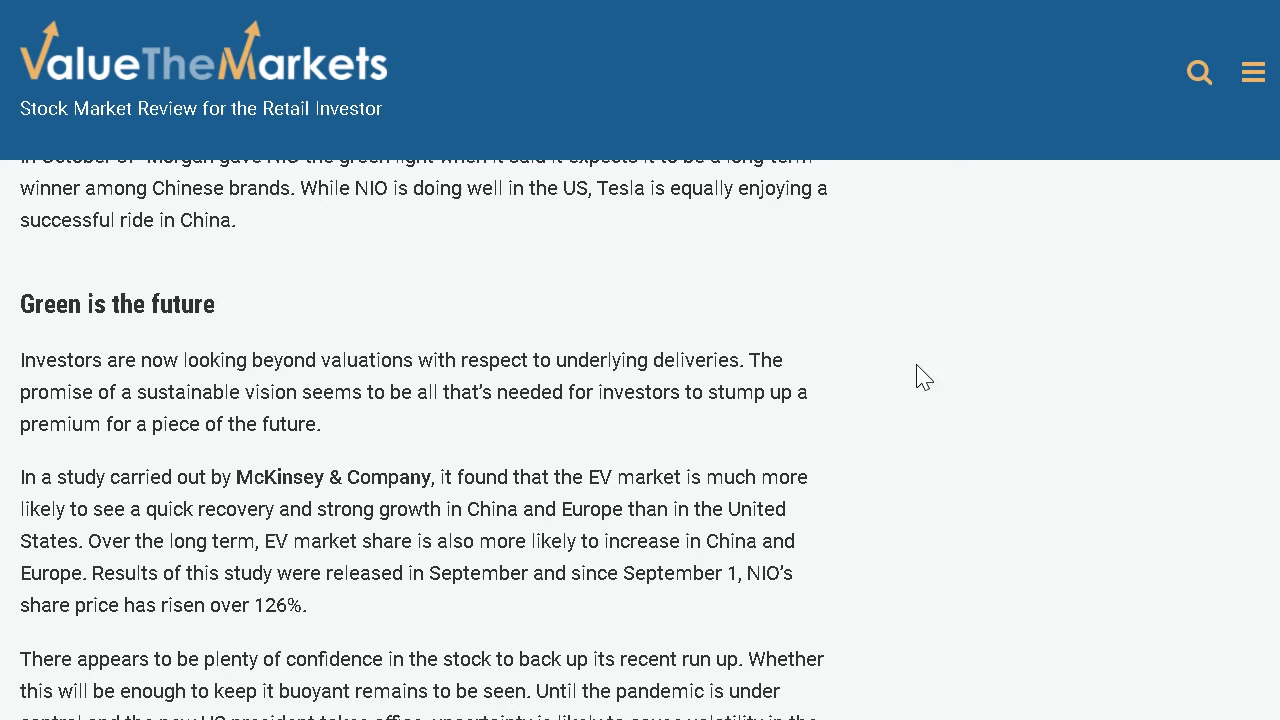 ValueTheMarkets
Stock Market Review for the Retail Investor
winner among Chinese brands. While NIO is doing well in the US, Tesla is equally enjoying a
successful ride in China.
Green is the future
Investors are now looking beyond valuations with respect to underlying deliveries. The
promise of a sustainable vision seems to be all that's needed for investors to stump up a
premium for a piece of the future.
In a study carried out by McKinsey & Company, it found that the EV market is much more
likely to see a quick recovery and strong growth in China and Europe than in the United
States. Over the long term, EV market share is also more likely to increase in China and
Europe. Results of this study were released in September and since September 1, NIO's
share price has risen over 126%.
There appears to be plenty of confidence in the stock to back up its recent run up. Whether
this will be enough to keep it buoyant remains to be seen. Until the pandemic is under